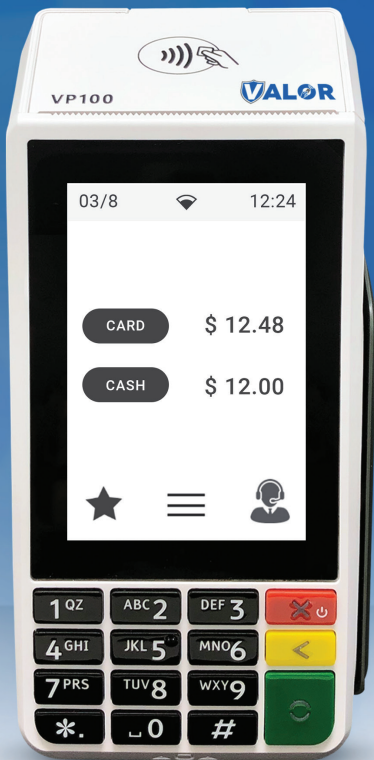 VP100 VALOR
03/8 12:24
CARD $ 12.48
CASH $ 12.00
1 QZ ABC 2 DEF 3
4 GHI JKL 5 MNO 6 <
7 PRS TUV 8 WXY 9
*. ⎵ 0 #